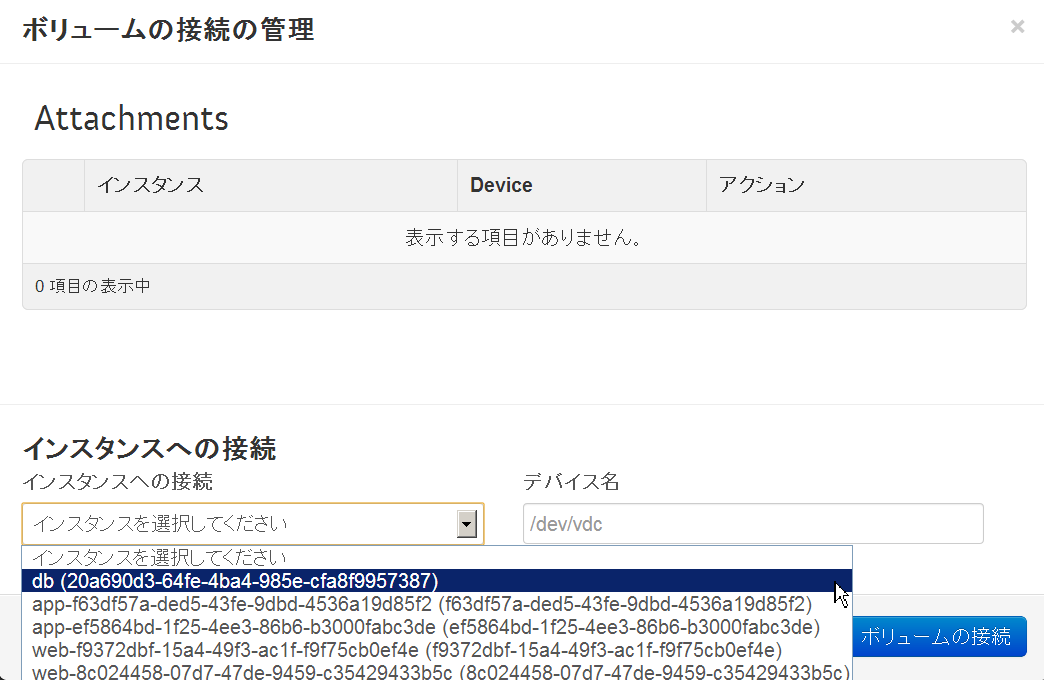 ボリュームの接続の管理
×
Attachments
インスタンス Device アクション
表示する項目がありません。
0 項目の表示中
インスタンスへの接続
インスタンスへの接続 デバイス名
インスタンスを選択してください /dev/vdc
インスタンスを選択してください
db (20a690d3-64fe-4ba4-985e-cfa8f9957387)
app-f63df57a-ded5-43fe-9dbd-4536a19d85f2 (f63df57a-ded5-43fe-9dbd-4536a19d85f2)
app-ef5864bd-1f25-4ee3-86b6-b3000fabc3de (ef5864bd-1f25-4ee3-86b6-b3000fabc3de)
ボリュームの接続
web-f9372dbf-15a4-49f3-ac1f-f9f75cb0ef4e (f9372dbf-15a4-49f3-ac1f-f9f75cb0ef4e)
web-8c024458-07d7-47de-9459-c35429433b5c (8c024458-07d7-47de-9459-c35429433b5c)